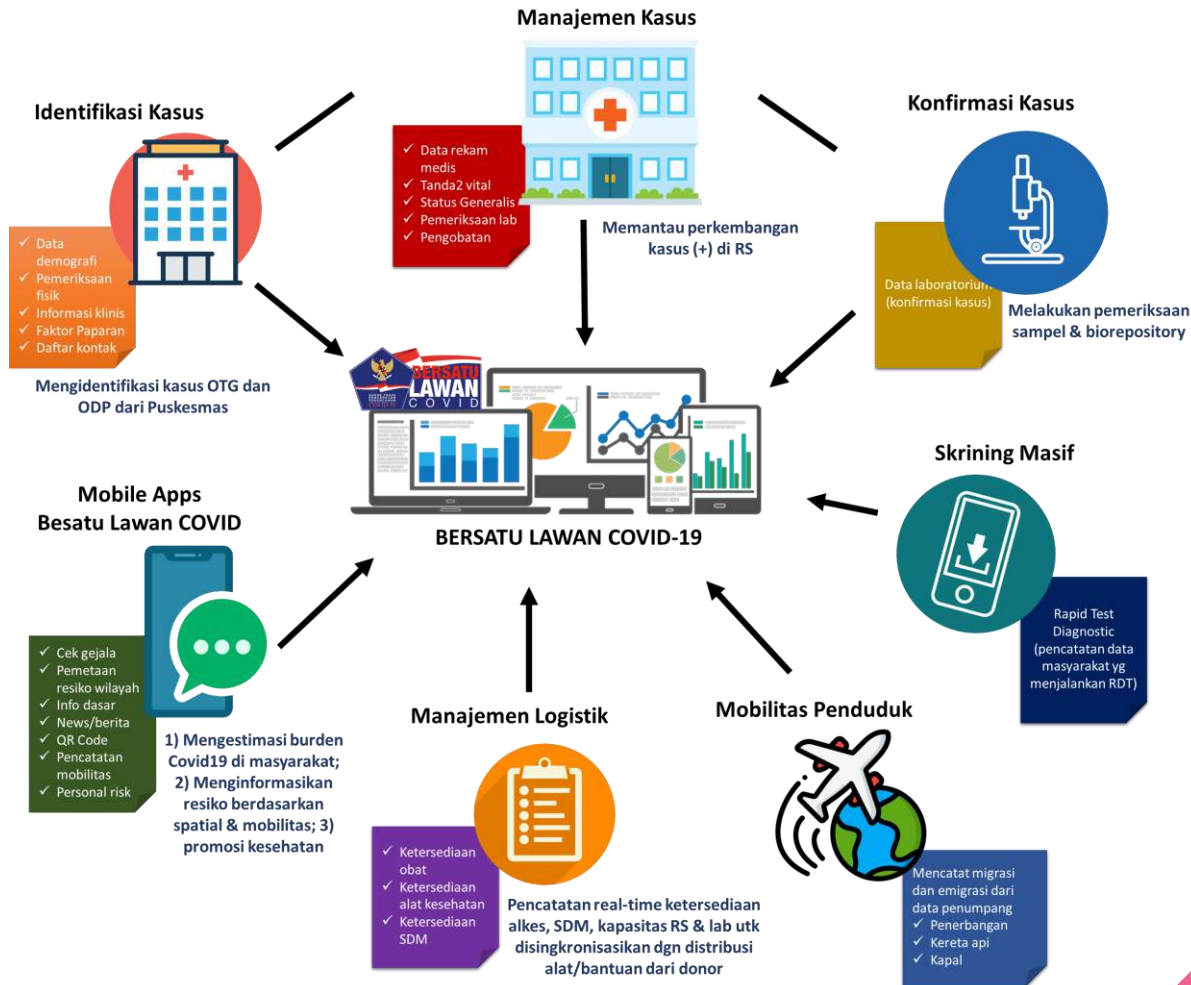 Manajemen Kasus
✓ Data rekam
medis
✓ Tanda2 vital
✓ Status Generalis
✓ Pemeriksaan lab
✓ Pengobatan
Memantau perkembangan
kasus (+) di RS
Identifikasi Kasus
✓ Data
demografi
✓ Pemeriksaan
fisik
✓ Informasi klinis
✓ Faktor Paparan
✓ Daftar kontak
Mengidentifikasi kasus OTG dan
ODP dari Puskesmas
Konfirmasi Kasus
Data laboratorium
(konfirmasi kasus)
Melakukan pemeriksaan
sampel & biorepository
BERSATU
LAWAN
COVID
BERSATU LAWAN COVID-19
Skrining Masif
Rapid Test
Diagnostic
(pencatatan data
masyarakat yg
menjalankan RDT)
Mobile Apps
Besatu Lawan COVID
✓ Cek gejala
✓ Pemetaan
resiko wilayah
✓ Info dasar
✓ News/berita
✓ QR Code
✓ Pencatatan
mobilitas
✓ Personal risk
1) Mengestimasi burden
Covid19 di masyarakat;
2) Menginformasikan
resiko berdasarkan
spatial & mobilitas; 3)
promosi kesehatan
Manajemen Logistik
✓ Ketersediaan
obat
✓ Ketersediaan
alat kesehatan
✓ Ketersediaan
SDM
Pencatatan real-time ketersediaan
alkes, SDM, kapasitas RS & lab utk
disingkronisasikan dgn distribusi
alat/bantuan dari donor
Mobilitas Penduduk
Mencatat migrasi
dan emigrasi dari
data penumpang
✓ Penerbangan
✓ Kereta api
✓ Kapal